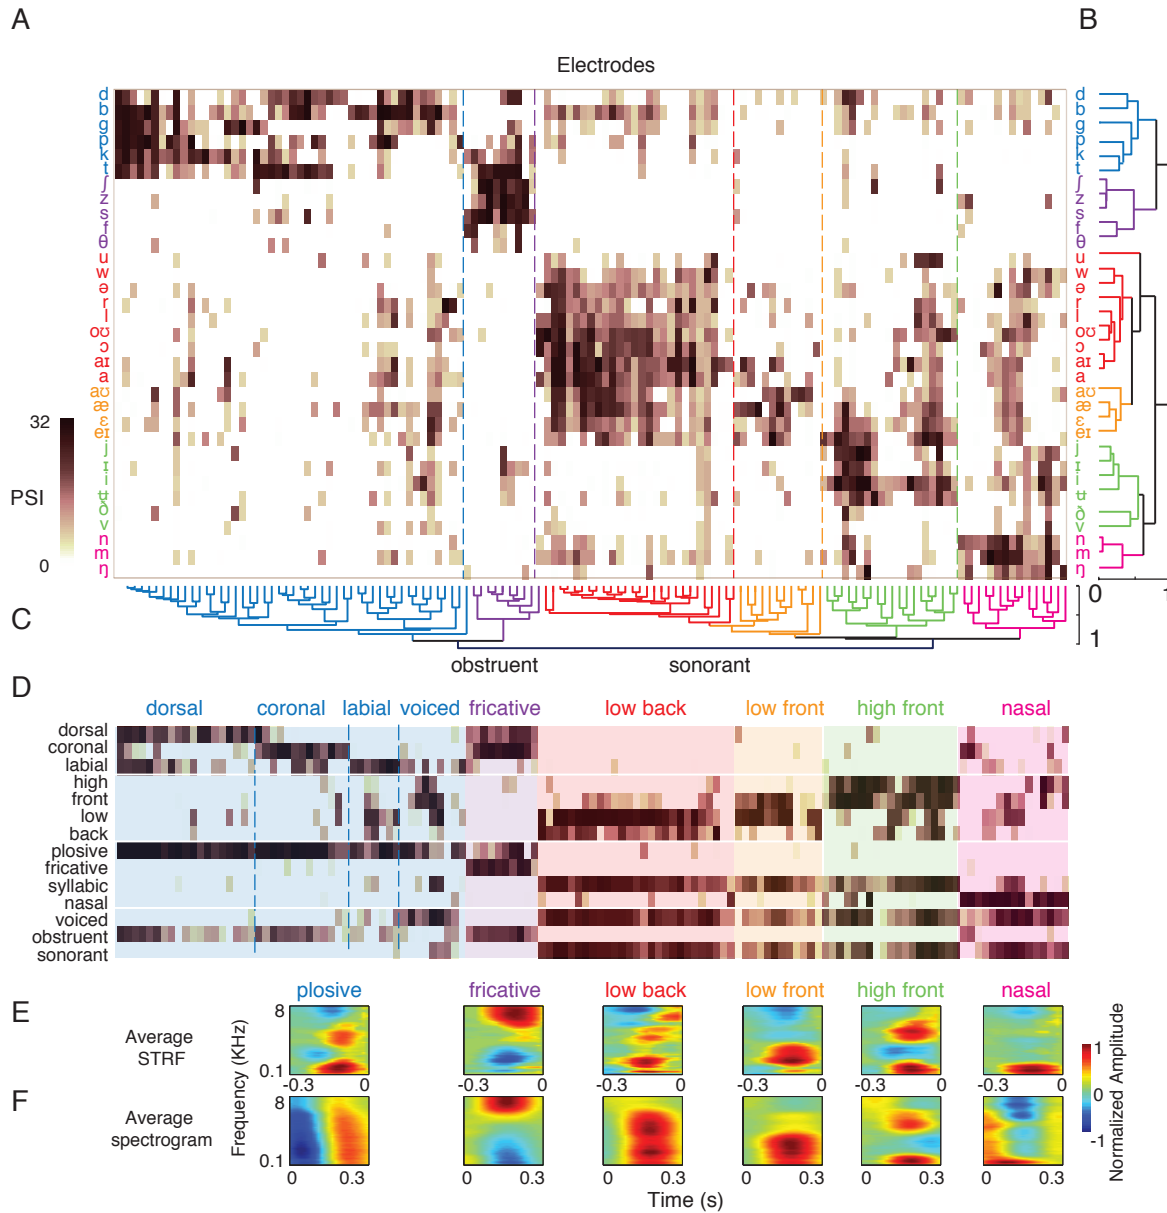 A
B
Electrodes
d
b
g
p
k
t
ʃ
z
s
f
θ
u
w
ə
r
l
oʊ
ɔ
aɪ
a
aʊ
æ
ɛ
eɪ
j
ɪ
i
ʉ
ð
v
n
m
ŋ
d
b
g
p
k
t
ʃ
z
s
f
θ
u
w
ə
r
l
oʊ
ɔ
aɪ
a
aʊ
æ
ɛ
eɪ
j
ɪ
i
ʉ
ð
v
n
m
ŋ
32
PSI
0
0 1
C
1
obstruent sonorant
D
dorsal coronal labial voiced fricative low back low front high front nasal
dorsal
coronal
labial
high
front
low
back
plosive
fricative
syllabic
nasal
voiced
obstruent
sonorant
plosive fricative low back low front high front nasal
E
Average
STRF
Frequency (KHz)
8
0.1
-0.3 0 -0.3 0 -0.3 0 -0.3 0 -0.3 0 -0.3 0
F
Average
spectrogram
8
0.1
0 0.3 0 0.3 0 0.3 0 0.3 0 0.3 0 0.3
Time (s)
1
0
-1
Normalized Amplitude